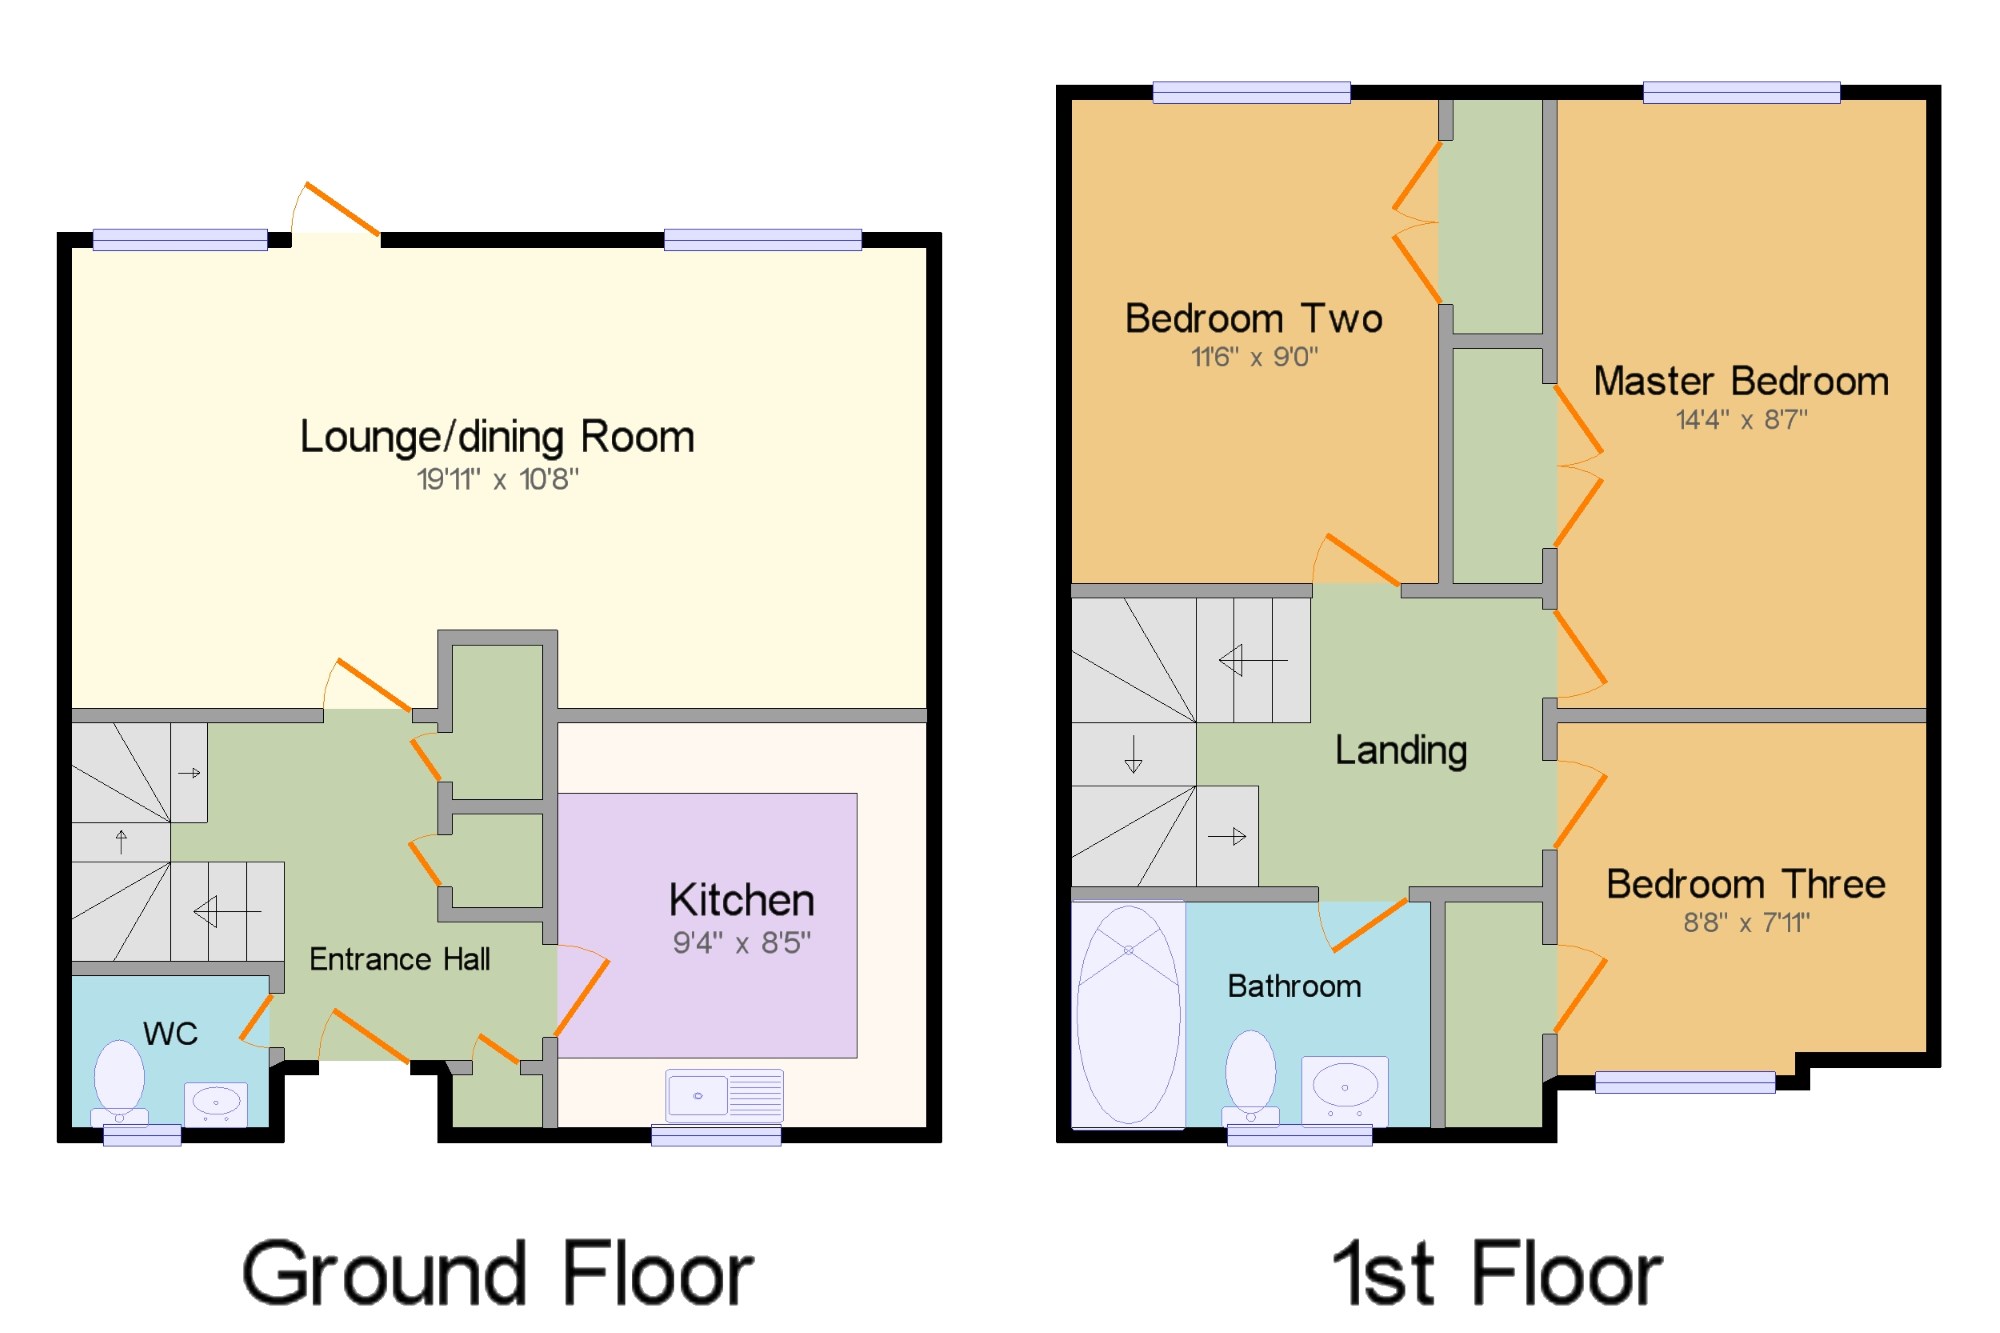 Lounge/dining Room
19'11" x 10'8"
Kitchen
9'4" x 8'5"
Entrance Hall
WC
Ground Floor
Bedroom Two
11'6" x 9'0"
Master Bedroom
14'4" x 8'7"
Landing
Bedroom Three
8'8" x 7'11"
Bathroom
1st Floor